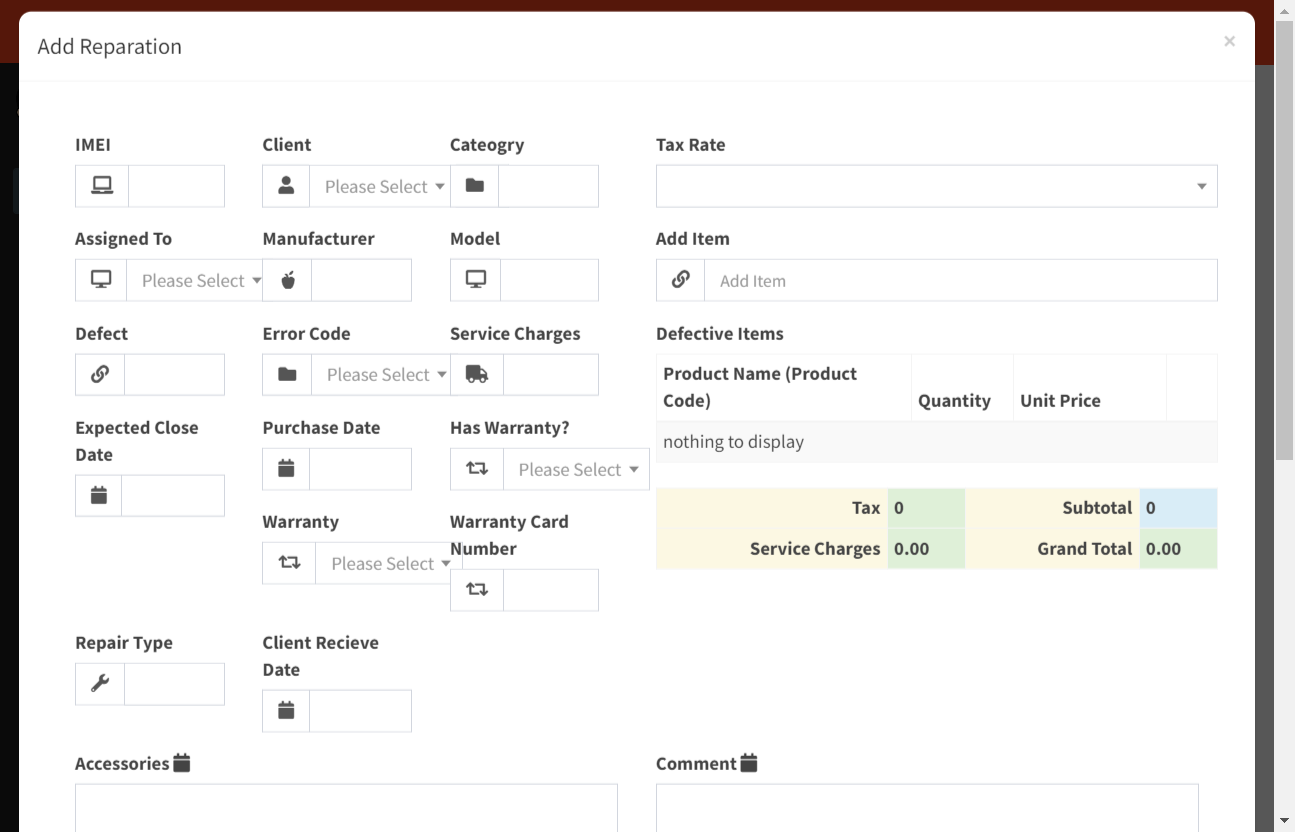 Add Reparation
×
IMEI
Client
Please Select
Cateogry
Tax Rate
Assigned To
Please Select
Manufacturer
Model
Add Item
Add Item
Defect
Error Code
Please Select
Service Charges
Defective Items
Product Name (Product
Code)
Quantity
Unit Price
nothing to display
Expected Close
Date
Purchase Date
Has Warranty?
Please Select
Tax 0 Subtotal 0
Service Charges 0.00 Grand Total 0.00
Warranty
Please Select
Warranty Card
Number
Repair Type
Client Recieve
Date
Accessories
Comment